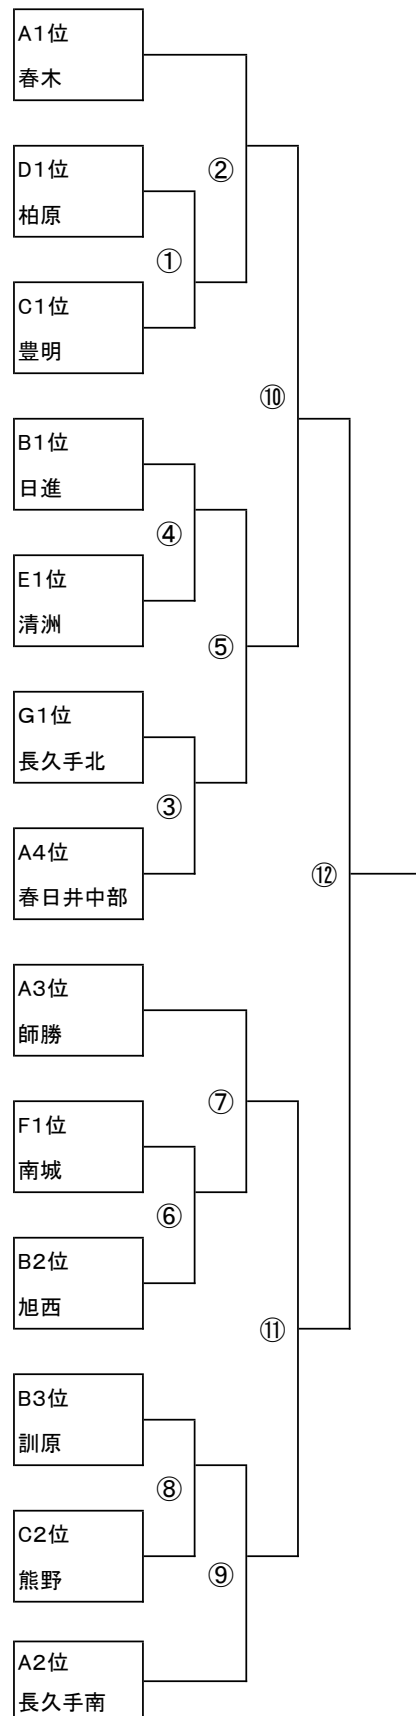 A1位
春木
D1位
柏原
②
①
C1位
豊明
⑩
B1位
日進
④
E1位
清洲
⑤
G1位
長久手北
③
A4位
春日井中部
⑫
A3位
師勝
⑦
F1位
南城
⑥
B2位
旭西
⑪
B3位
訓原
⑧
C2位
熊野
⑨
A2位
長久手南